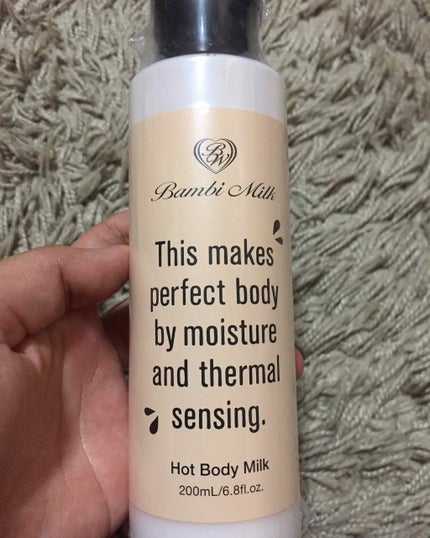 BW
Bambi Milk
This makes
perfect body
by moisture
and thermal
sensing.
Hot Body Milk
200mL/6.8fl.oz.